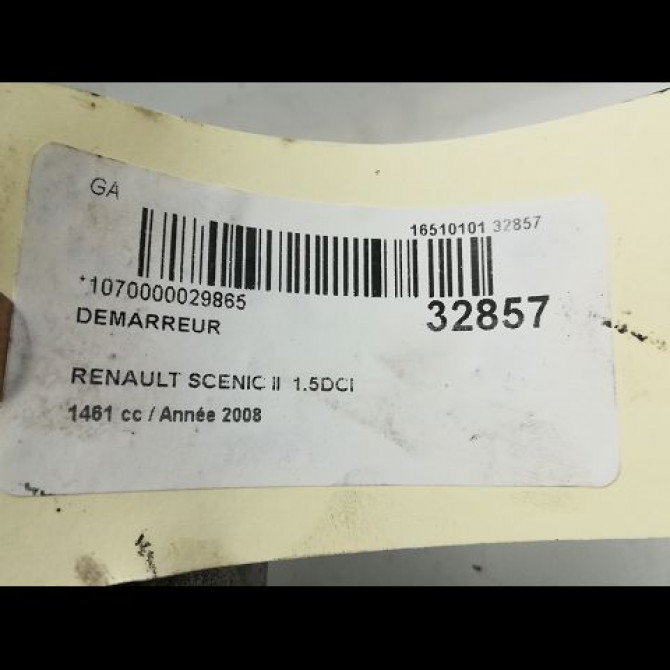 GA
16510101 32857
*1070000029865
32857
DEMARREUR
RENAULT SCENIC II 1.5DCI
1461 cc / Année 2008